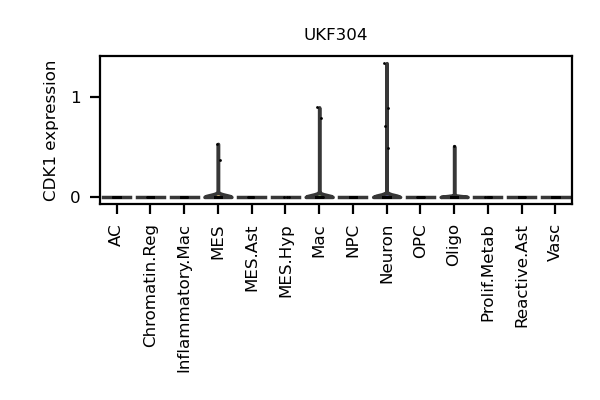 UKF304
CDK1 expression
1
0
AC
Chromatin.Reg
Inflammatory.Mac
MES
MES.Ast
MES.Hyp
Mac
NPC
Neuron
OPC
Oligo
Prolif.Metab
Reactive.Ast
Vasc